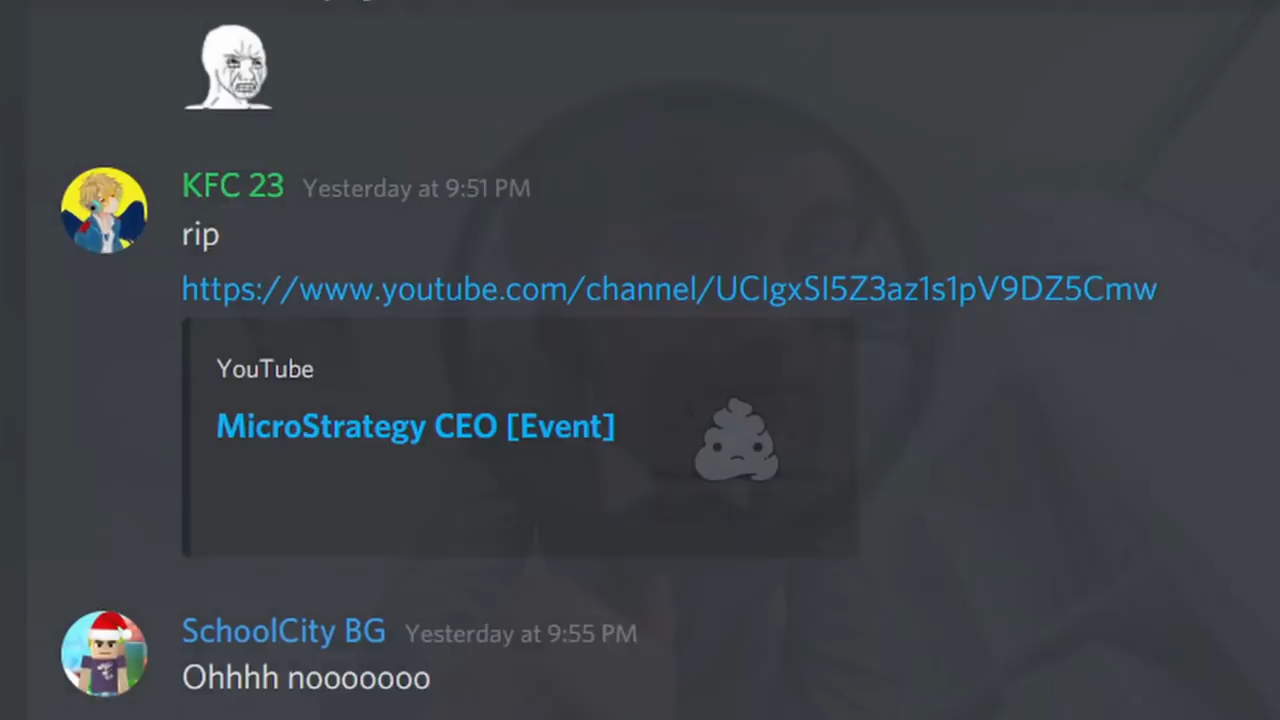 KFC 23 Yesterday at 9:51 PM
rip
https://www.youtube.com/channel/UCIgxSI5Z3az1s1pV9DZ5Cmw
YouTube
MicroStrategy CEO [Event]
SchoolCity BG Yesterday at 9:55 PM
Ohhhh nooooooo